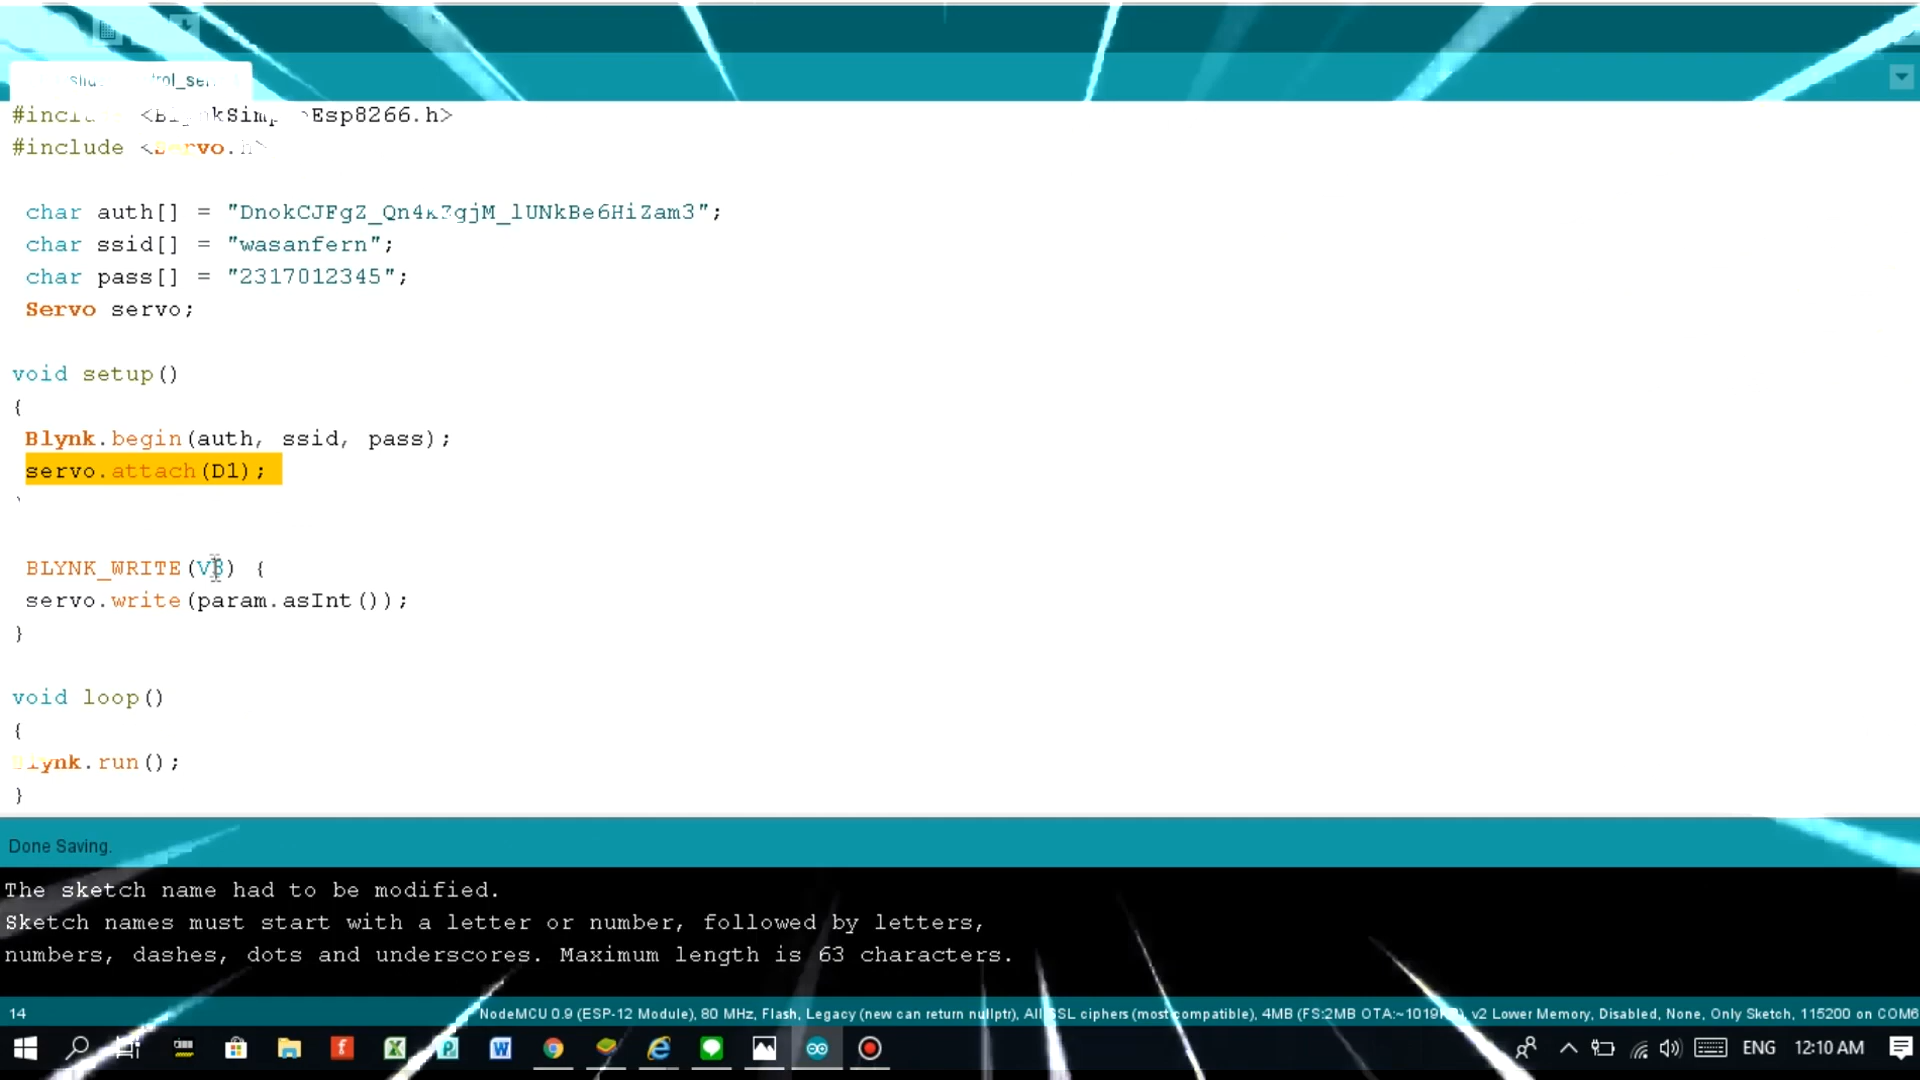 #include <BlynkSimpleEsp8266.h>
#include <Servo.h>
char auth[] = "DnokCJFgZ_Qn4kZgjM_lUNkBe6HiZam3";
char ssid[] = "wasanfern";
char pass[] = "2317012345";
Servo servo;
void setup()
{
Blynk.begin(auth, ssid, pass);
servo.attach(D1);
BLYNK_WRITE(V3) {
servo.write(param.asInt());
}
void loop()
{
Blynk.run();
}
Done Saving.
The sketch name had to be modified.
Sketch names must start with a letter or number, followed by letters,
numbers, dashes, dots and underscores. Maximum length is 63 characters.
14 NodeMCU 0.9 (ESP-12 Module), 80 MHz, Flash, Legacy (new can return nullptr), All SSL ciphers (most compatible), 4MB (FS:2MB OTA:~1019KB), v2 Lower Memory, Disabled, None, Only Sketch, 115200 on COM6
ENG 12:10 AM